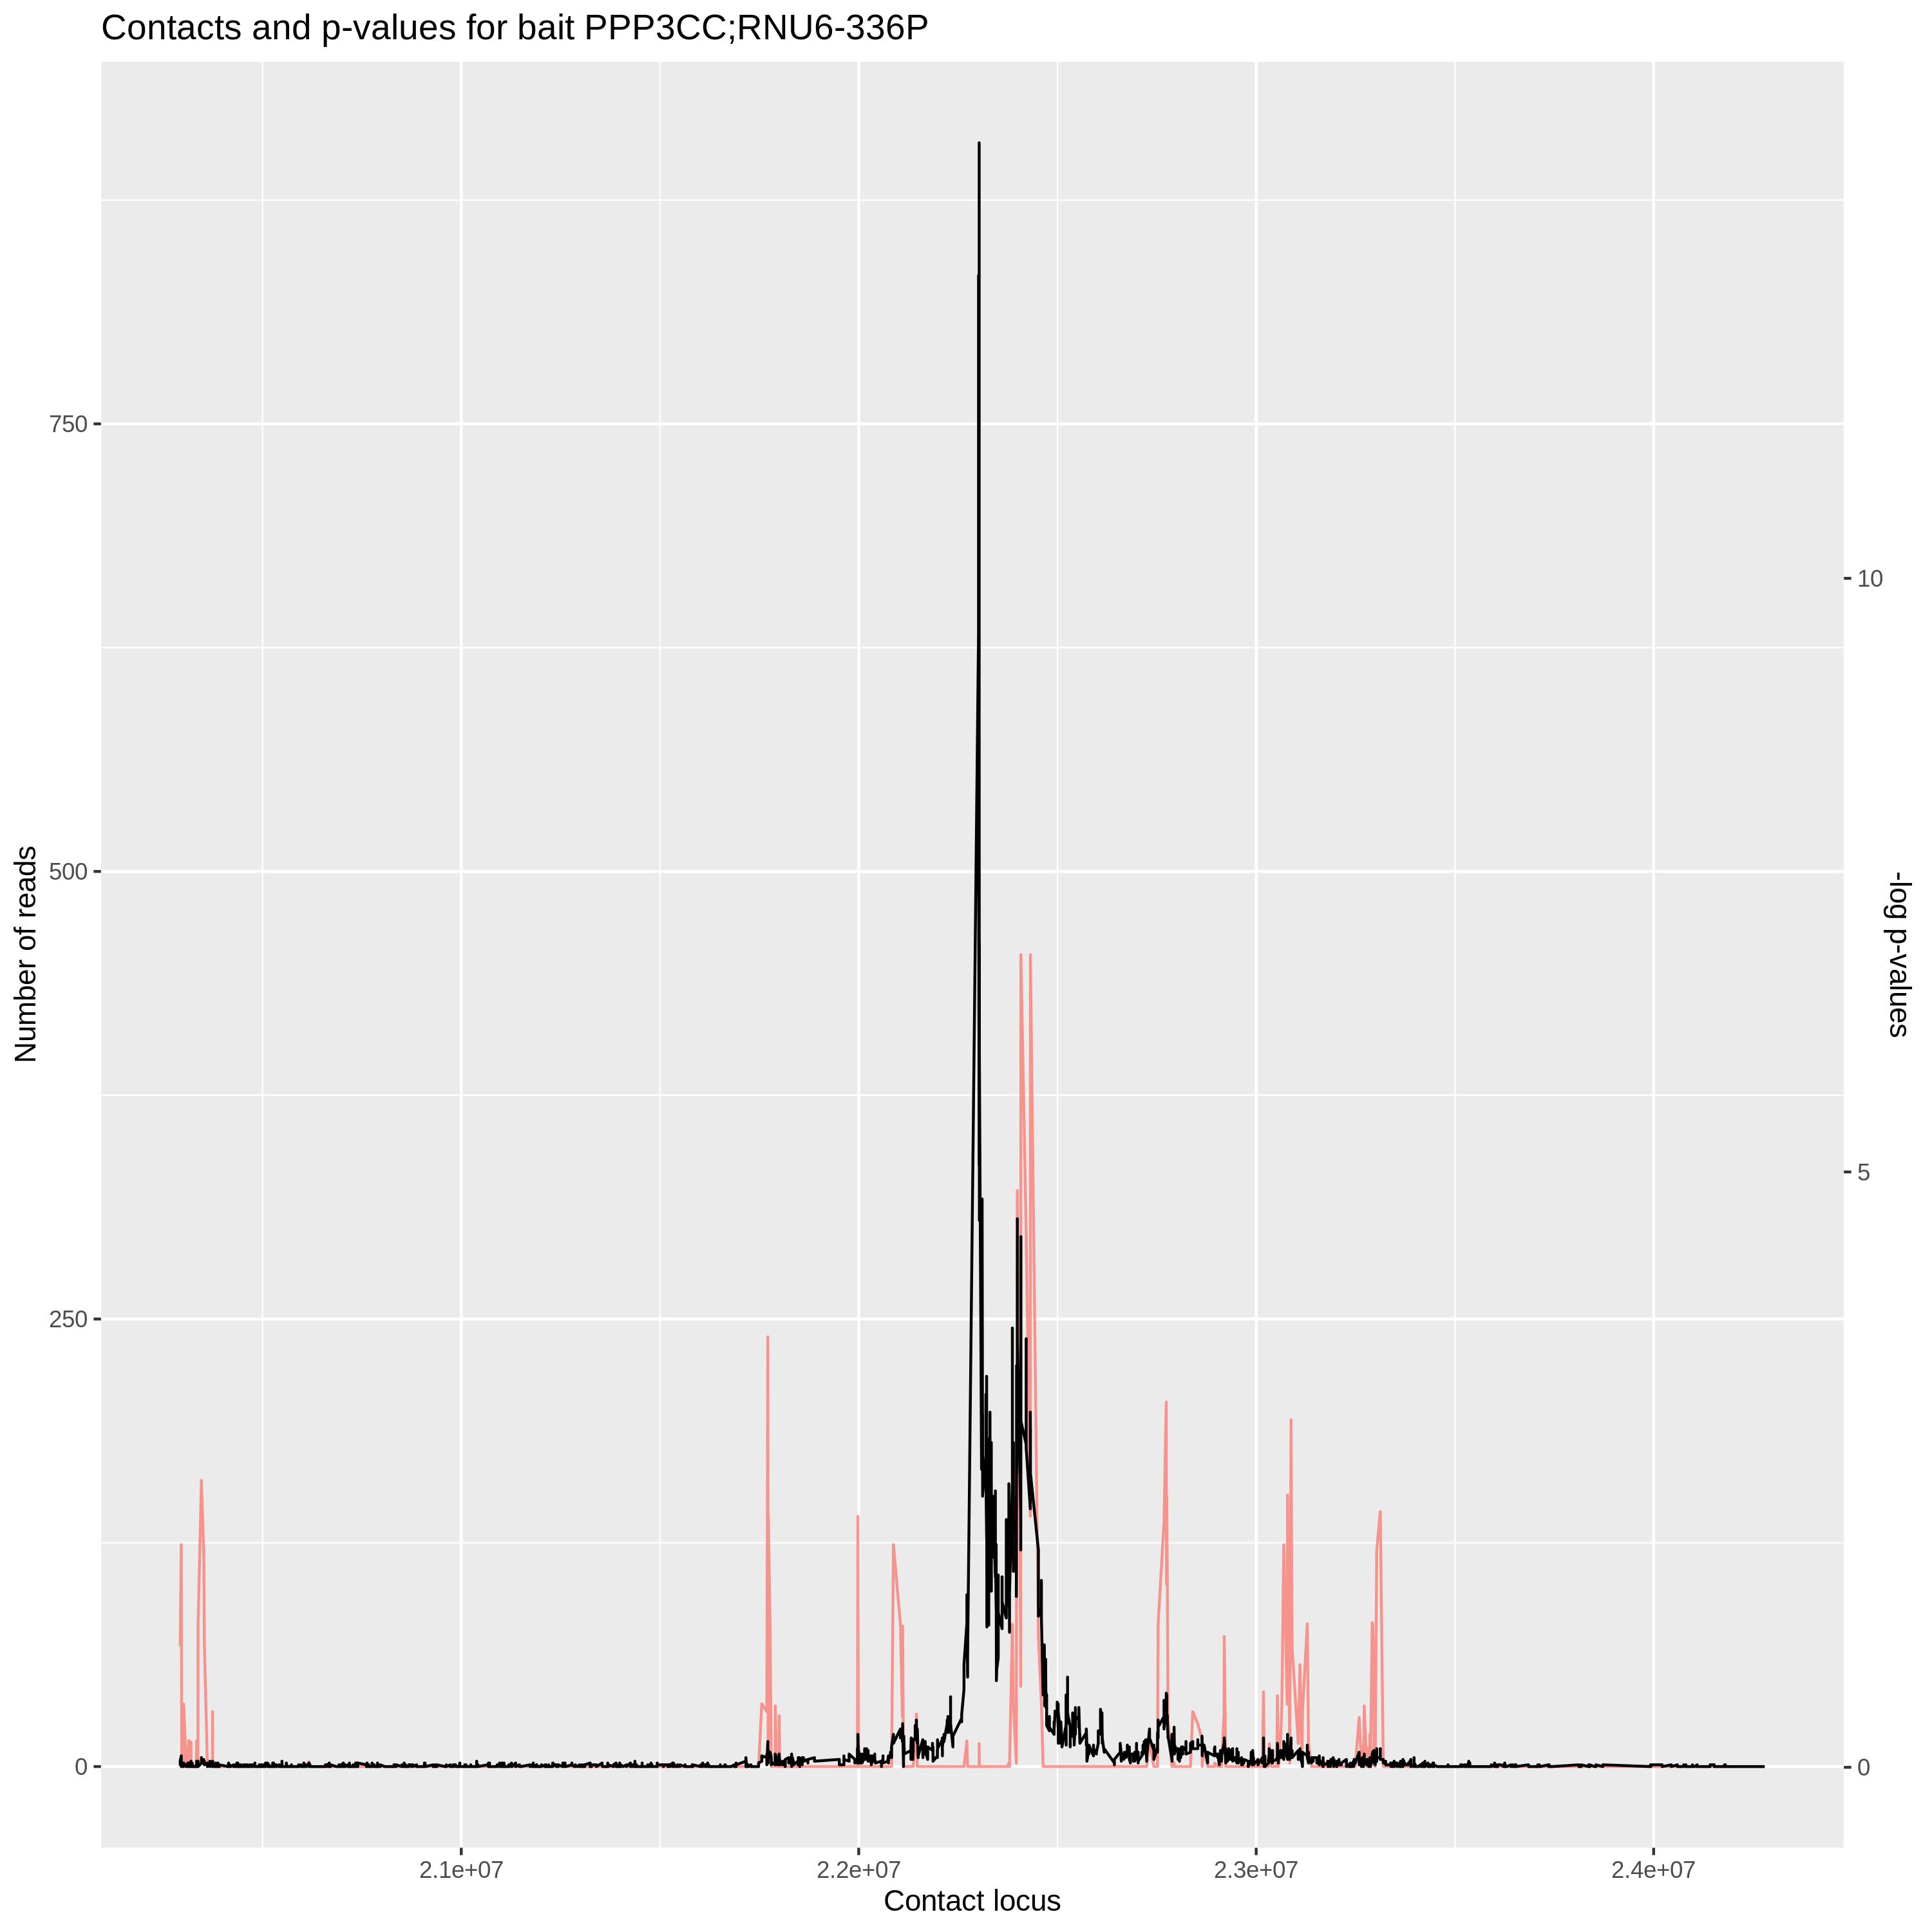 Contacts and p-values for bait PPP3CC;RNU6-336P
750
500
250
0
Number of reads
10
5
0
-log p-values
2.1e+07 2.2e+07 2.3e+07 2.4e+07
Contact locus